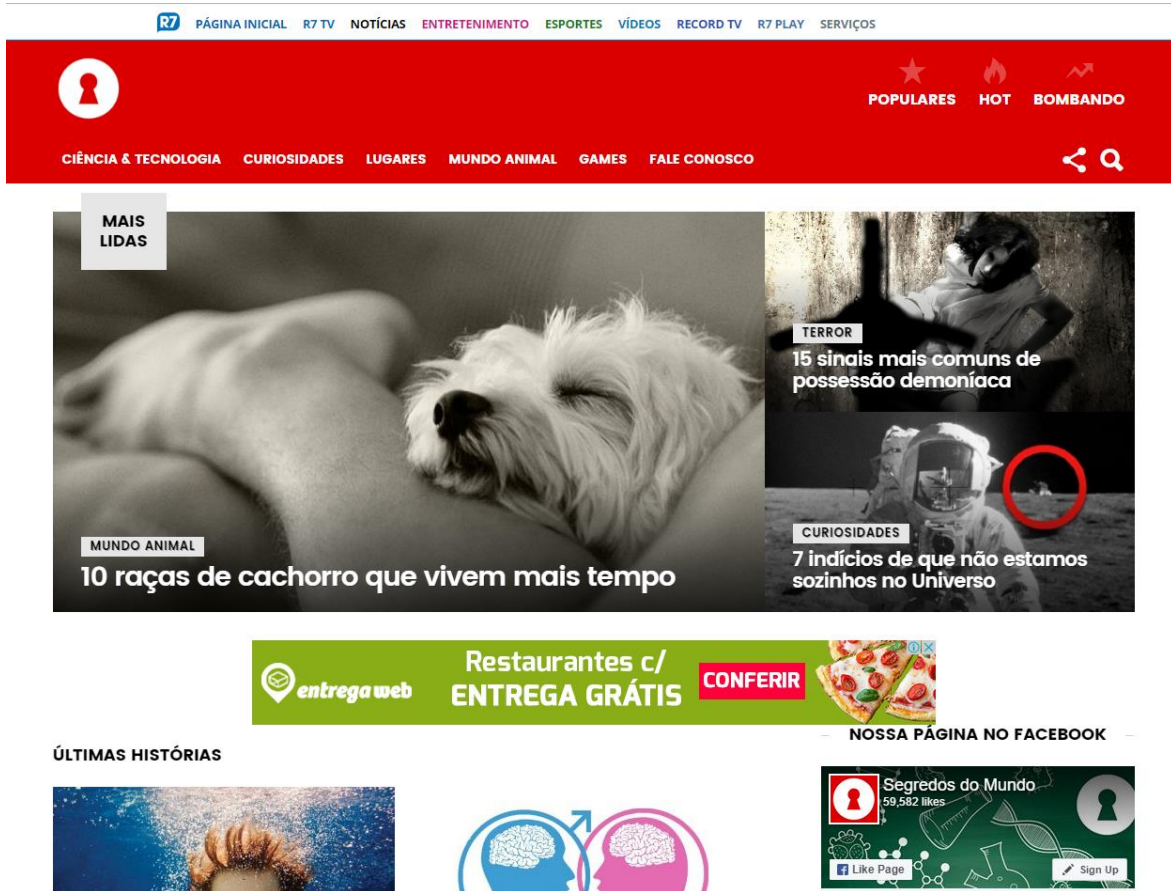 R7 PÁGINA INICIAL R7 TV NOTÍCIAS ENTRETENIMENTO ESPORTES VÍDEOS RECORD TV R7 PLAY SERVIÇOS
POPULARES HOT BOMBANDO
CIÊNCIA & TECNOLOGIA CURIOSIDADES LUGARES MUNDO ANIMAL GAMES FALE CONOSCO
MAIS
LIDAS
MUNDO ANIMAL
10 raças de cachorro que vivem mais tempo
TERROR
15 sinais mais comuns de
possessão demoníaca
CURIOSIDADES
7 indícios de que não estamos
sozinhos no Universo
entrega web
Restaurantes c/
ENTREGA GRÁTIS
CONFERIR
ÚLTIMAS HISTÓRIAS
NOSSA PÁGINA NO FACEBOOK
Segredos do Mundo
59,582 likes
Like Page
Sign Up